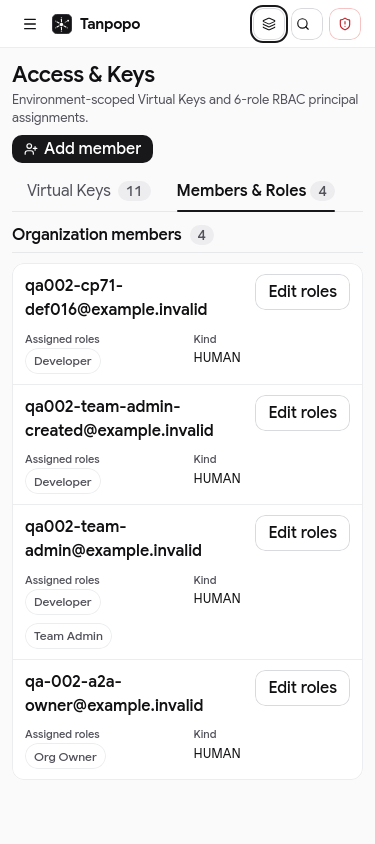 Tanpopo
Access & Keys
Environment-scoped Virtual Keys and 6-role RBAC principal
assignments.
Add member
Virtual Keys 11
Members & Roles 4
Organization members 4
qa002-cp71-
def016@example.invalid
Edit roles
Assigned roles
Kind
Developer
HUMAN
qa002-team-admin-
created@example.invalid
Edit roles
Assigned roles
Kind
Developer
HUMAN
qa002-team-
admin@example.invalid
Edit roles
Assigned roles
Kind
Developer
HUMAN
Team Admin
qa-002-a2a-
owner@example.invalid
Edit roles
Assigned roles
Kind
Org Owner
HUMAN